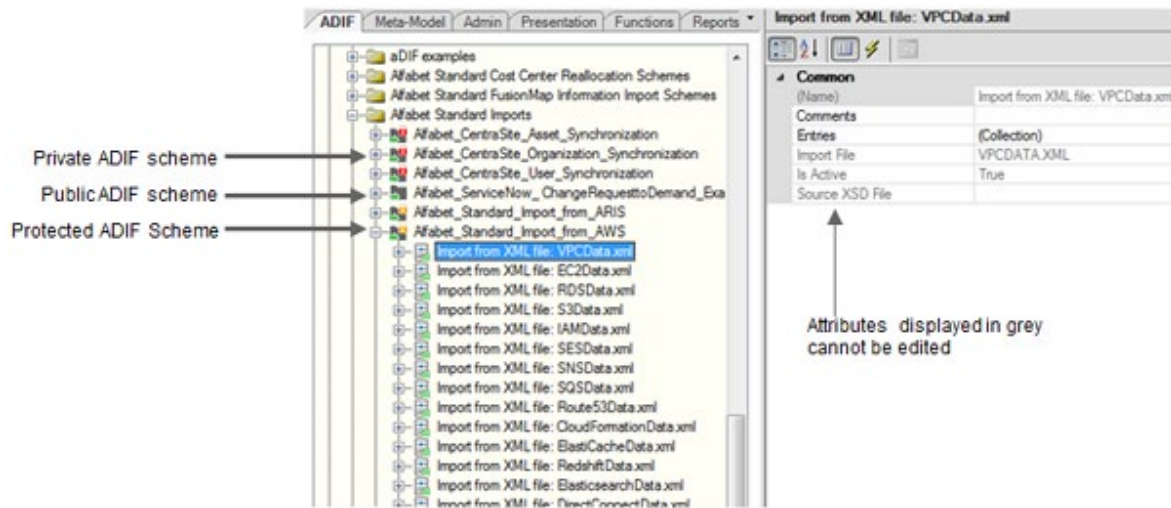 ADIF Meta-Model Admin Presentation Functions Reports
aDIF examples
Alfabet Standard Cost Center Reallocation Schemes
Alfabet Standard FusionMap Information Import Schemes
Alfabet Standard Imports
Alfabet_CentraSite_Asset_Synchronization
Alfabet_CentraSite_Organization_Synchronization
Alfabet_CentraSite_User_Synchronization
Alfabet_ServiceNow_ChangeRequesttoDemand_Exa
Alfabet_Standard_Import_from_ARIS
Alfabet_Standard_Import_from_AWS
Import from XML file: VPCData.xml
Import from XML file: EC2Data.xml
Import from XML file: RDSData.xml
Import from XML file: S3Data.xml
Import from XML file: IAMData.xml
Import from XML file: SESData.xml
Import from XML file: SNSData.xml
Import from XML file: SQSData.xml
Import from XML file: Route53Data.xml
Import from XML file: CloudFormationData.xml
Import from XML file: ElastiCacheData.xml
Import from XML file: RedshiftData.xml
Import from XML file: ElasticsearchData.xml
Import from XML file: DirectConnectData.xml
Private ADIF scheme
Public ADIF scheme
Protected ADIF Scheme
Import from XML file: VPCData.xml
Common
(Name) Import from XML file: VPCData.xml
Comments
Entries (Collection)
Import File VPCDATA.XML
Is Active True
Source XSD File
Attributes displayed in grey
cannot be edited